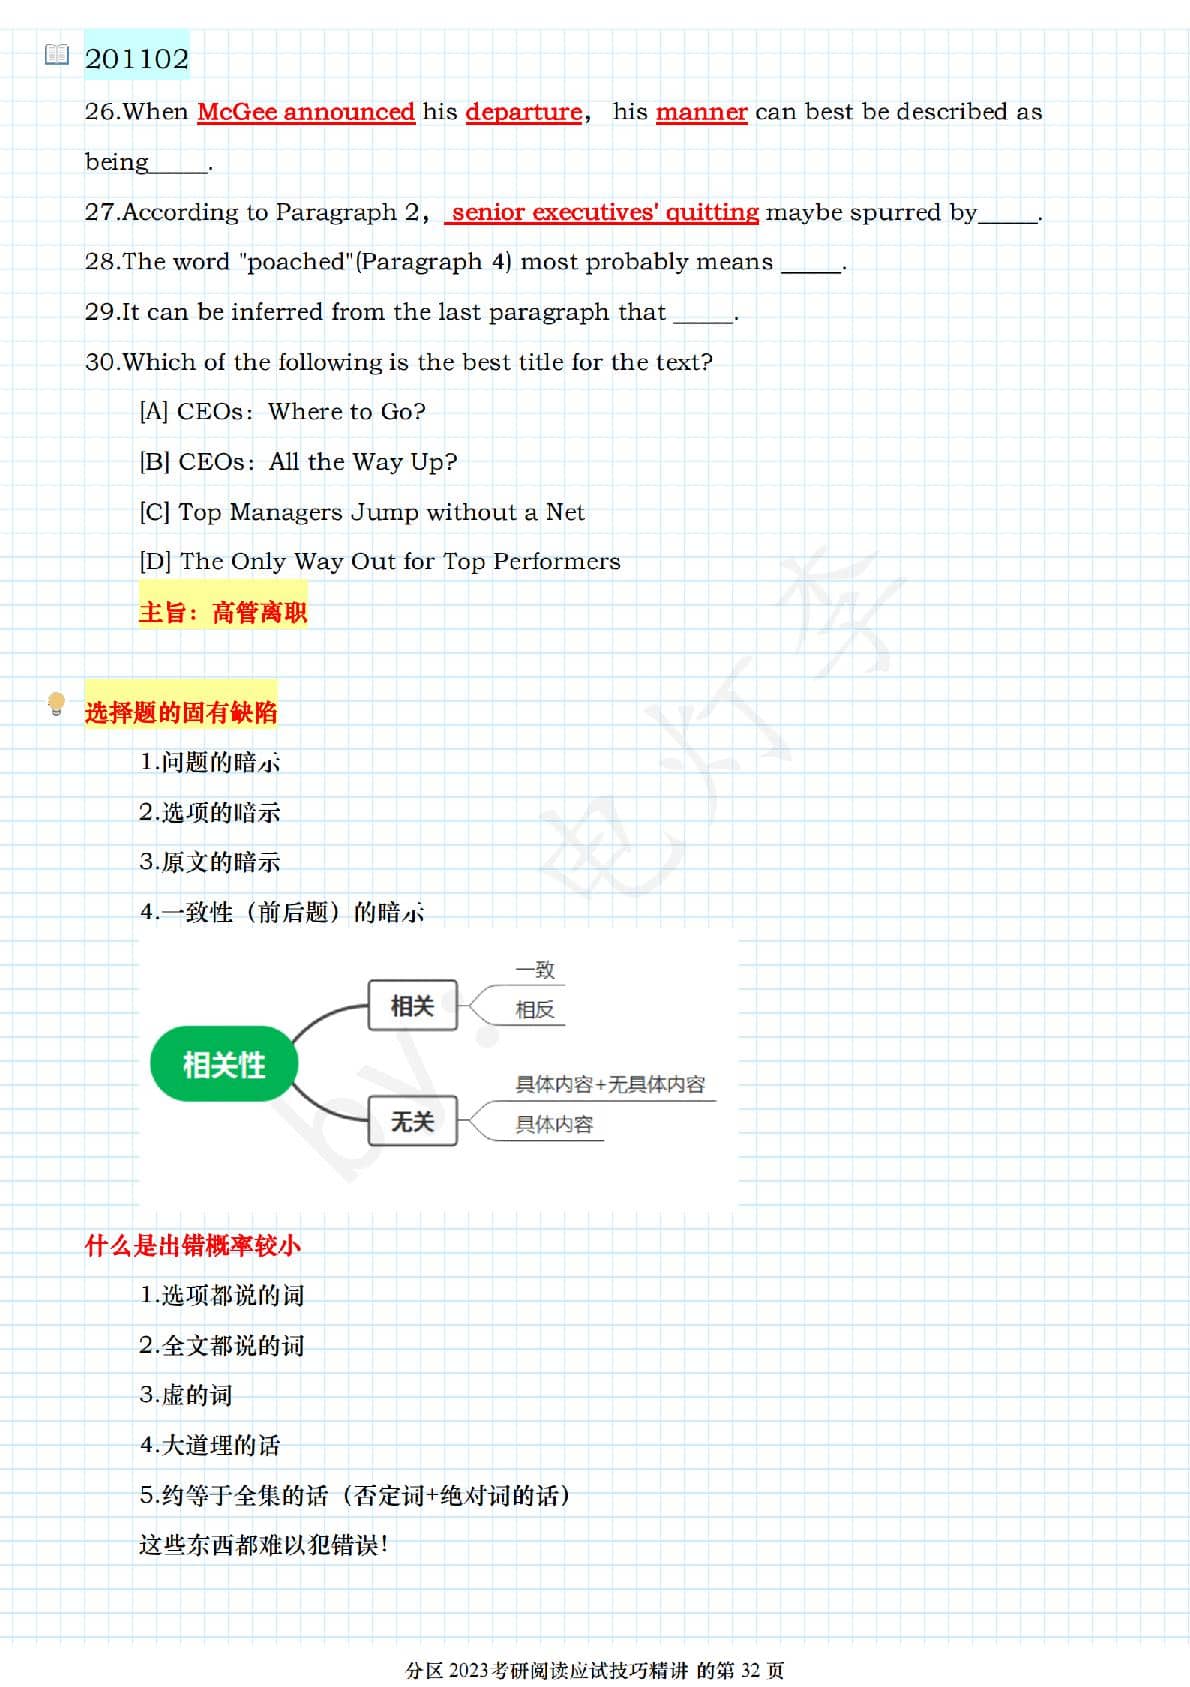 201102
26.When McGee announced his departure， his manner can best be described as
being_____.
27.According to Paragraph 2， senior executives' quitting maybe spurred by_____.
28.The word "poached"(Paragraph 4) most probably means _____.
29.It can be inferred from the last paragraph that _____.
30.Which of the following is the best title for the text?
[A] CEOs：Where to Go?
[B] CEOs：All the Way Up?
[C] Top Managers Jump without a Net
[D] The Only Way Out for Top Performers
主旨：高管离职
选择题的固有缺陷
1.问题的暗示
2.选项的暗示
3.原文的暗示
4.一致性（前后题）的暗示
相关性
相关
一致
相反
无关
具体内容+无具体内容
具体内容
什么是出错概率较小
1.选项都说的词
2.全文都说的词
3.虚的词
4.大道理的话
5.约等于全集的话（否定词+绝对词的话）
这些东西都难以犯错误！
by：电灯李
分区 2023考研阅读应试技巧精讲 的第 32 页